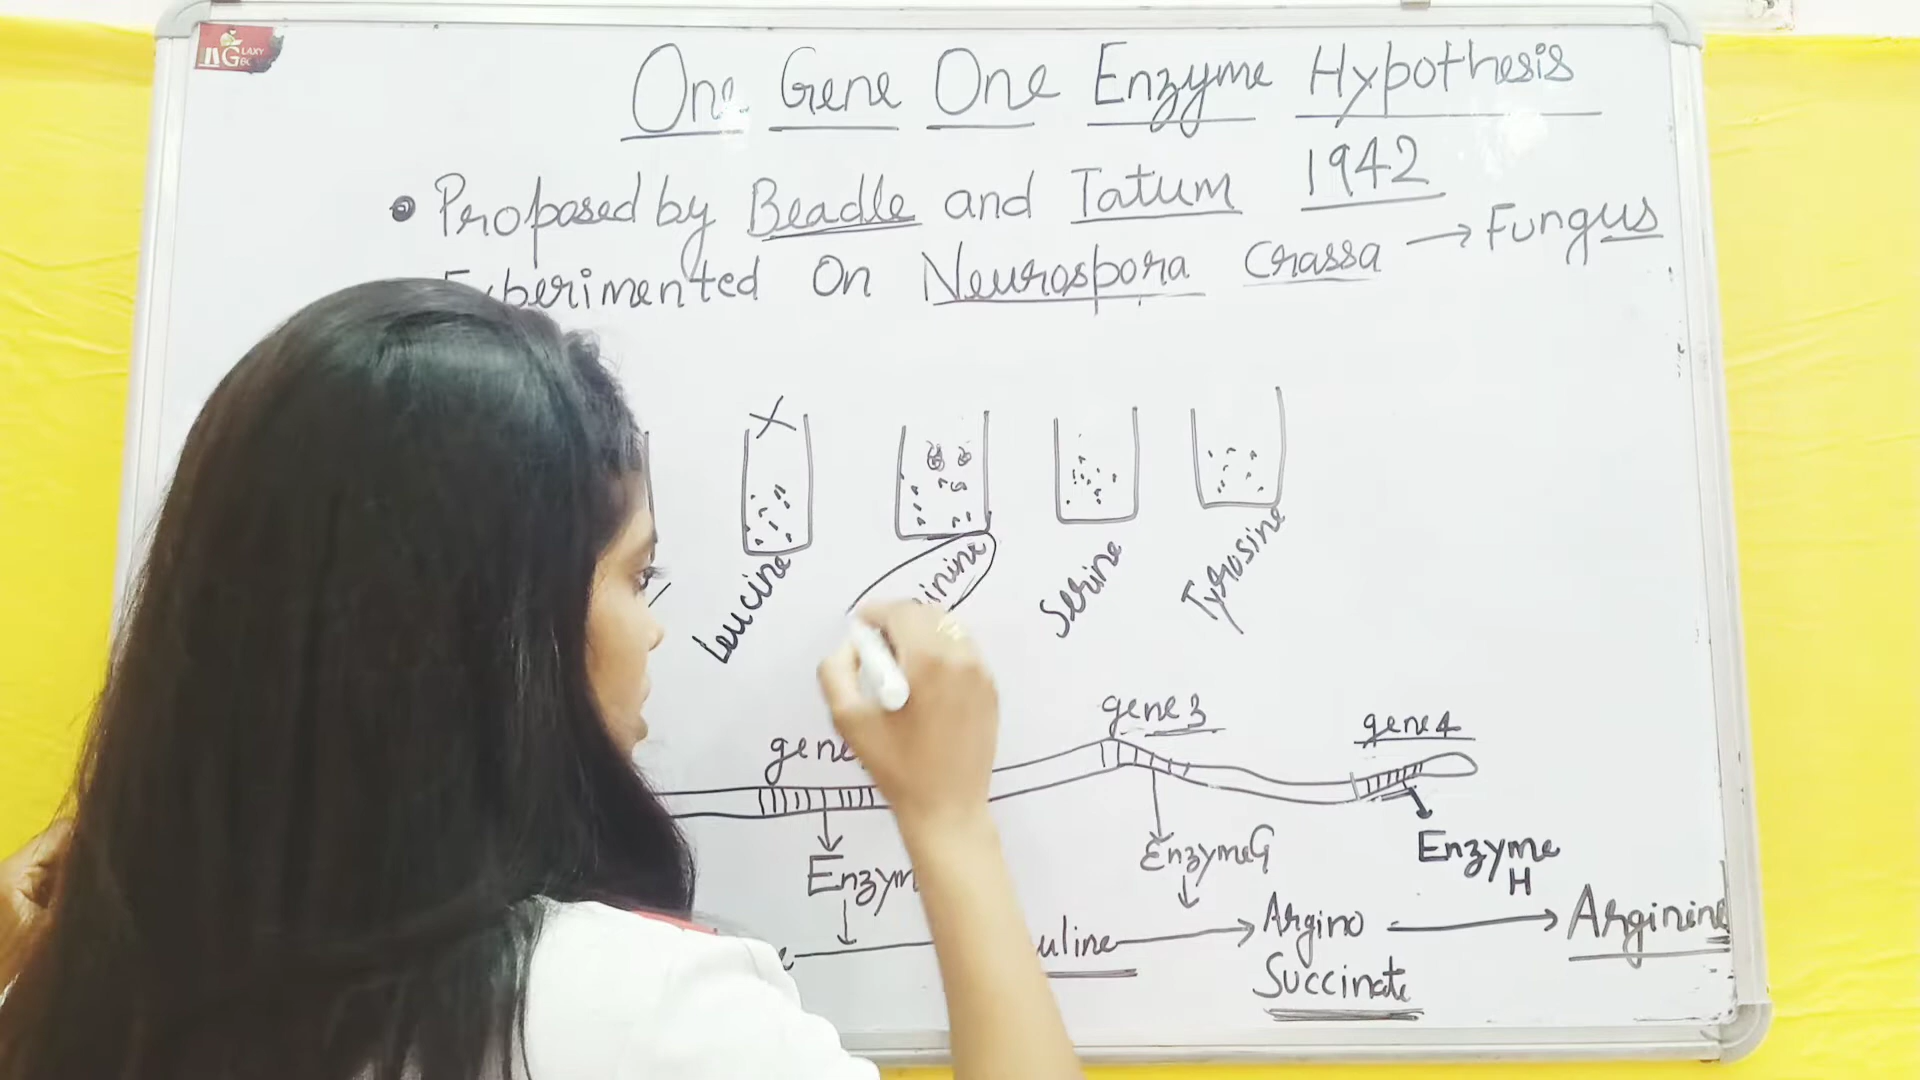 One Gene One Enzyme Hypothesis
• Proposed by Beadle and Tatum 1942
Experimented On Neurospora Crassa → Fungus
Leucine
Serine
Tyrosine
gene 3
gene 4
EnzymeG
Enzyme H
Argino Succinate → Arginine